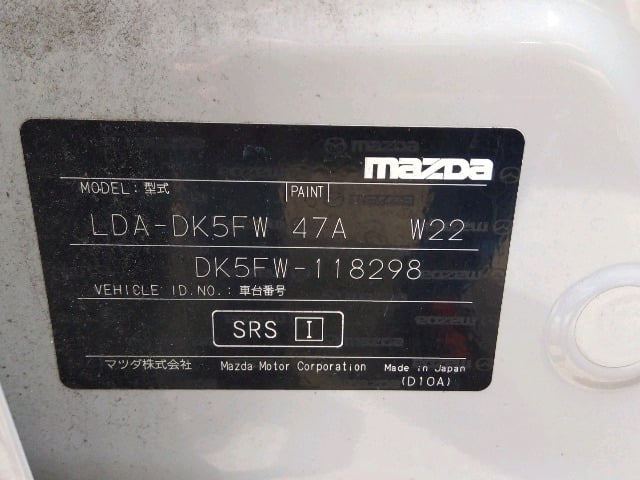 mazda
MODEL: 型式 PAINT
LDA-DK5FW 47A W22
DK5FW-118298
VEHICLE ID.NO.: 車台番号
SRS I
マツダ株式会社 Mazda Motor Corporation Made in Japan
(D10A)